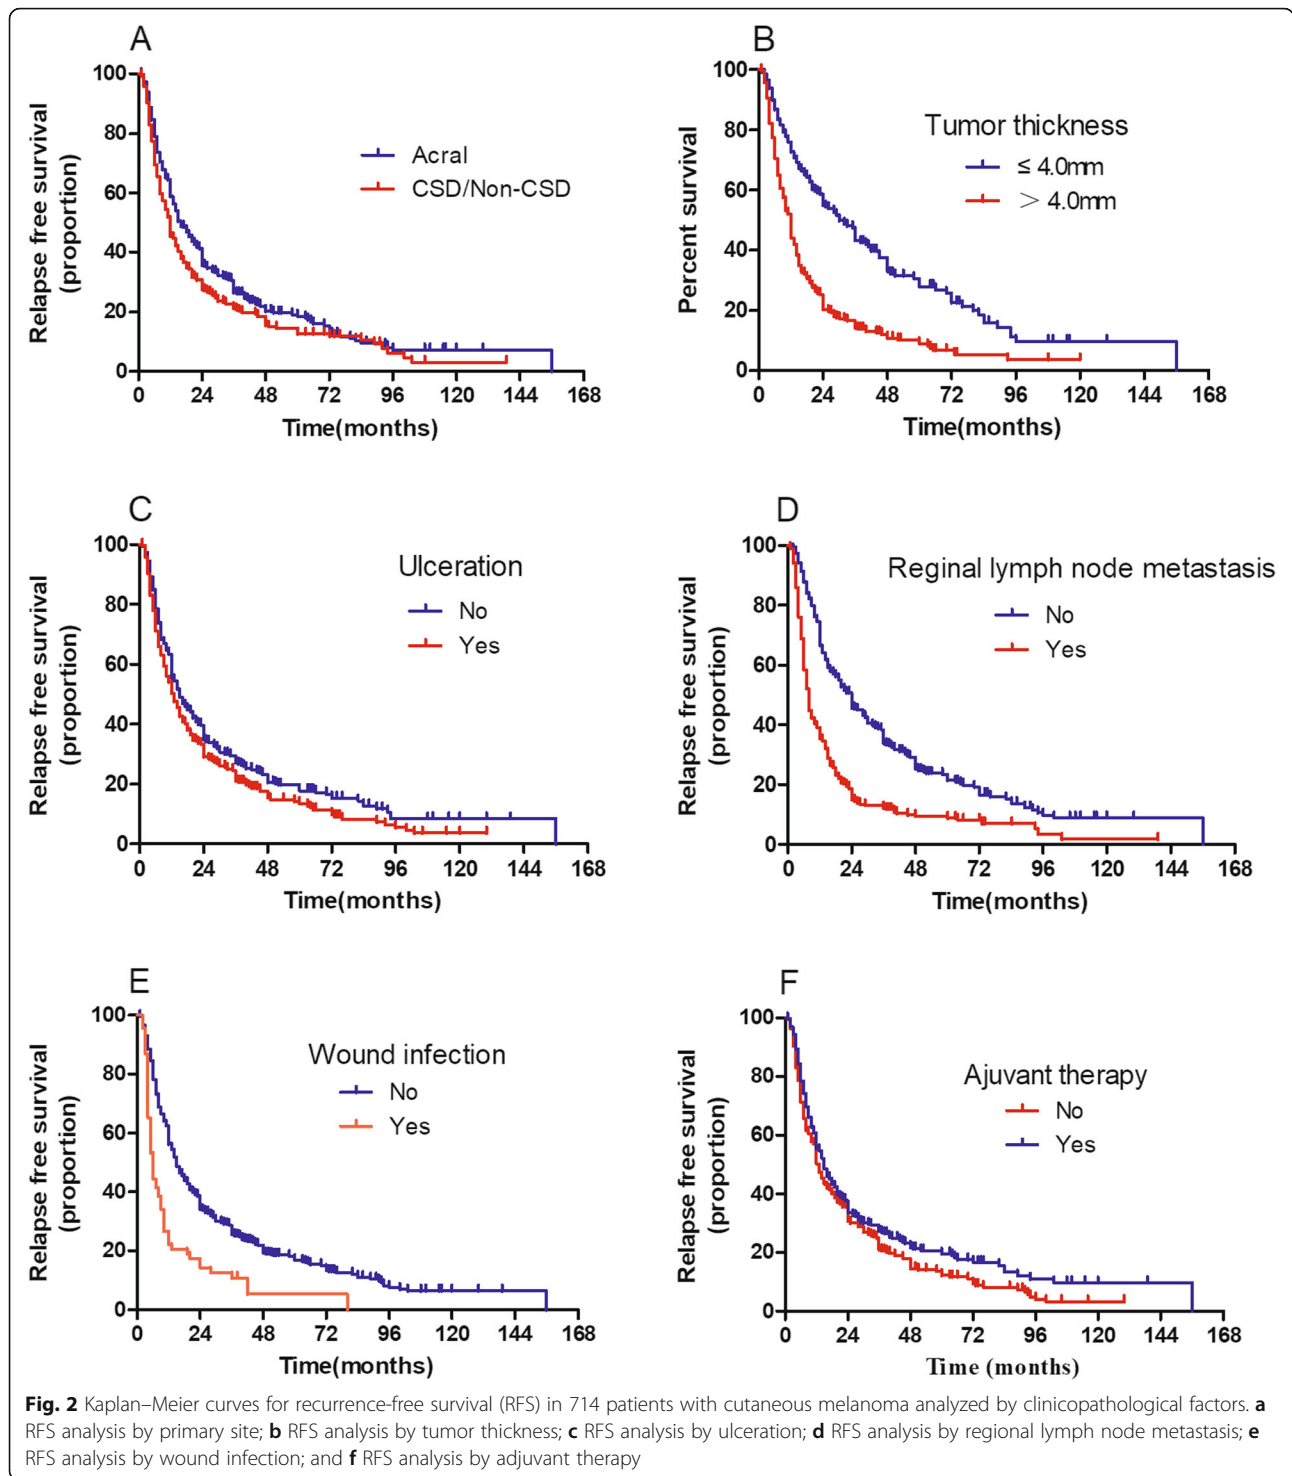 A
Relapse free survival
(proportion)
100
80
60
40
20
0
0 24 48 72 96 120 144 168
Time(months)
Acral
CSD/Non-CSD
B
Percent survival
100
80
60
40
20
0
0 24 48 72 96 120 144 168
Time(months)
Tumor thickness
≤ 4.0mm
> 4.0mm
C
Relapse free survival
(proportion)
100
80
60
40
20
0
0 24 48 72 96 120 144 168
Time(months)
Ulceration
No
Yes
D
Relapse free survival
(proportion)
100
80
60
40
20
0
0 24 48 72 96 120 144 168
Time(months)
Reginal lymph node metastasis
No
Yes
E
Relapse free survival
(proportion)
100
80
60
40
20
0
0 24 48 72 96 120 144 168
Time(months)
Wound infection
No
Yes
F
Relapse free survival
(proportion)
100
80
60
40
20
0
0 24 48 72 96 120 144 168
Time (months)
Ajuvant therapy
No
Yes
Fig. 2 Kaplan–Meier curves for recurrence-free survival (RFS) in 714 patients with cutaneous melanoma analyzed by clinicopathological factors. a
RFS analysis by primary site; b RFS analysis by tumor thickness; c RFS analysis by ulceration; d RFS analysis by regional lymph node metastasis; e
RFS analysis by wound infection; and f RFS analysis by adjuvant therapy